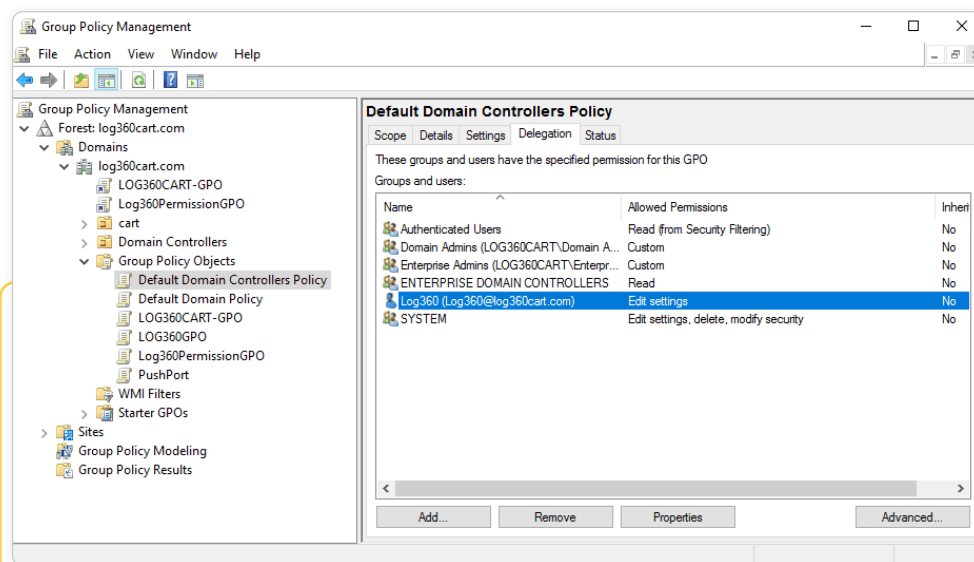 Group Policy Management
File Action View Window Help
Group Policy Management
Forest: log360cart.com
Domains
log360cart.com
LOG360CART-GPO
Log360PermissionGPO
cart
Domain Controllers
Group Policy Objects
Default Domain Controllers Policy
Default Domain Policy
LOG360CART-GPO
LOG360GPO
Log360PermissionGPO
PushPort
WMI Filters
Starter GPOs
Sites
Group Policy Modeling
Group Policy Results
Default Domain Controllers Policy
Scope Details Settings Delegation Status
These groups and users have the specified permission for this GPO
Groups and users:
Name Allowed Permissions Inheri
Authenticated Users Read (from Security Filtering) No
Domain Admins (LOG360CART\Domain A... Custom No
Enterprise Admins (LOG360CART\Enterpr... Custom No
ENTERPRISE DOMAIN CONTROLLERS Read No
Log360 (Log360@log360cart.com) Edit settings No
SYSTEM Edit settings, delete, modify security No
Add... Remove Properties Advanced...